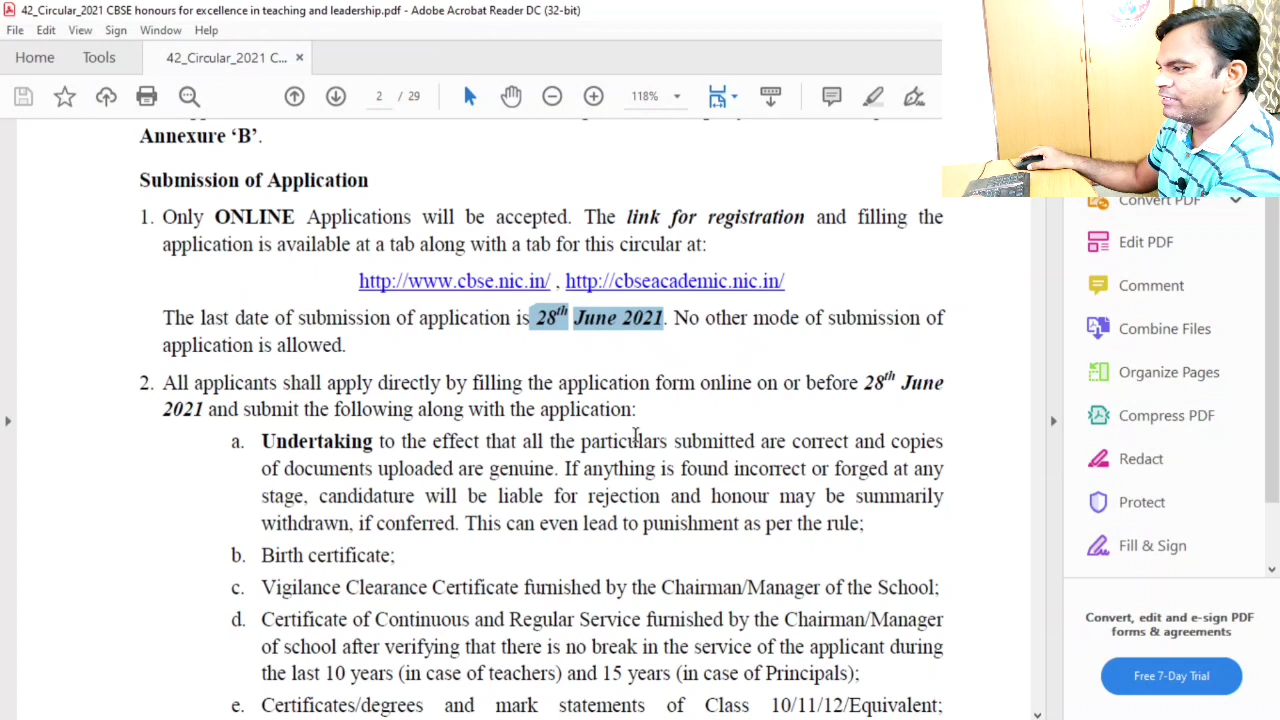 42_Circular_2021 CBSE honours for excellence in teaching and leadership.pdf - Adobe Acrobat Reader DC (32-bit)
File Edit View Sign Window Help
Home Tools 42_Circular_2021 C... ×
2 / 29 118%
Annexure ‘B’.
Submission of Application
1. Only ONLINE Applications will be accepted. The link for registration and filling the
application is available at a tab along with a tab for this circular at:
http://www.cbse.nic.in/ , http://cbseacademic.nic.in/
The last date of submission of application is 28th June 2021. No other mode of submission of
application is allowed.
2. All applicants shall apply directly by filling the application form online on or before 28th June
2021 and submit the following along with the application:
a. Undertaking to the effect that all the particulars submitted are correct and copies
of documents uploaded are genuine. If anything is found incorrect or forged at any
stage, candidature will be liable for rejection and honour may be summarily
withdrawn, if conferred. This can even lead to punishment as per the rule;
b. Birth certificate;
c. Vigilance Clearance Certificate furnished by the Chairman/Manager of the School;
d. Certificate of Continuous and Regular Service furnished by the Chairman/Manager
of school after verifying that there is no break in the service of the applicant during
the last 10 years (in case of teachers) and 15 years (in case of Principals);
e. Certificates/degrees and mark statements of Class 10/11/12/Equivalent;
Convert PDF
Edit PDF
Comment
Combine Files
Organize Pages
Compress PDF
Redact
Protect
Fill & Sign
Convert, edit and e-sign PDF
forms & agreements
Free 7-Day Trial